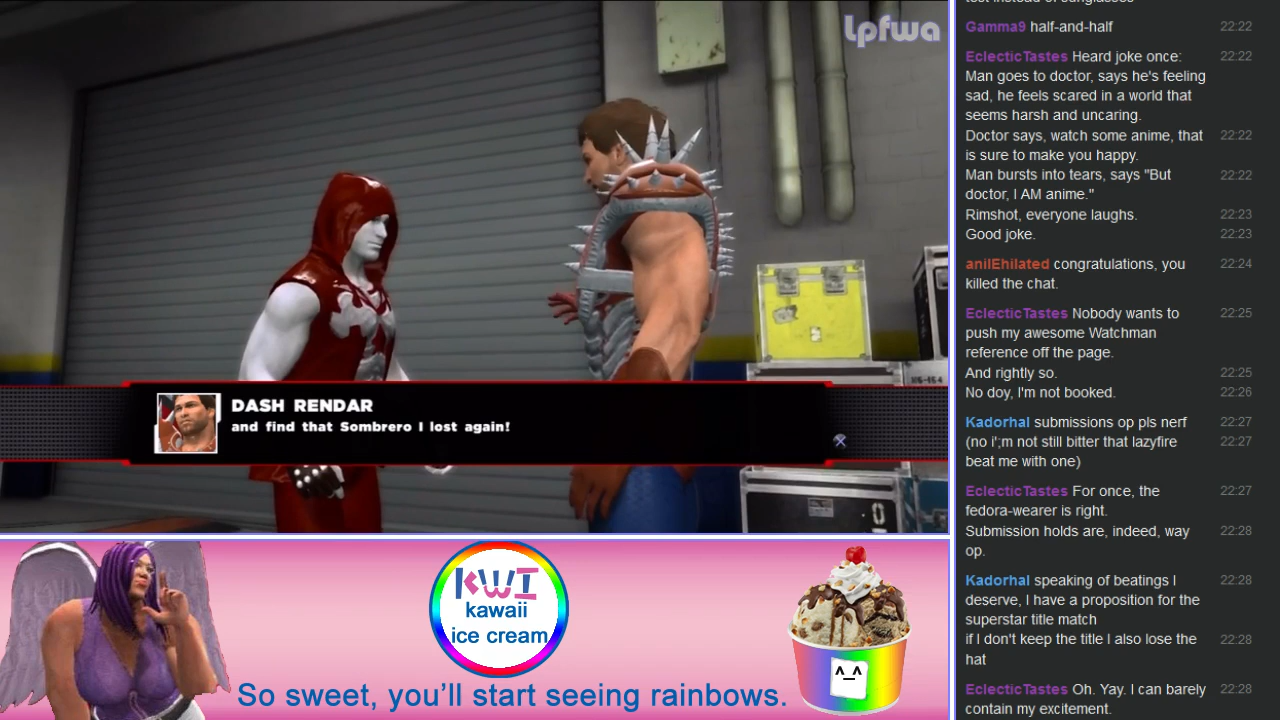 lpfwa
DASH RENDAR
and find that Sombrero I lost again!
KWI
kawaii
ice cream
^_^
So sweet, you'll start seeing rainbows.
Gamma9 half-and-half 22:22
EclecticTastes Heard joke once: 22:22
Man goes to doctor, says he's feeling
sad, he feels scared in a world that
seems harsh and uncaring.
Doctor says, watch some anime, that 22:22
is sure to make you happy.
Man bursts into tears, says "But 22:22
doctor, I AM anime."
Rimshot, everyone laughs. 22:23
Good joke. 22:23
anilEhilated congratulations, you 22:24
killed the chat.
EclecticTastes Nobody wants to 22:25
push my awesome Watchman
reference off the page.
And rightly so. 22:25
No doy, I'm not booked. 22:26
Kadorhal submissions op pls nerf 22:27
(no i';m not still bitter that lazyfire 22:27
beat me with one)
EclecticTastes For once, the 22:27
fedora-wearer is right.
Submission holds are, indeed, way 22:28
op.
Kadorhal speaking of beatings I 22:28
deserve, I have a proposition for the
superstar title match
if I don't keep the title I also lose the 22:28
hat
EclecticTastes Oh. Yay. I can barely 22:28
contain my excitement.